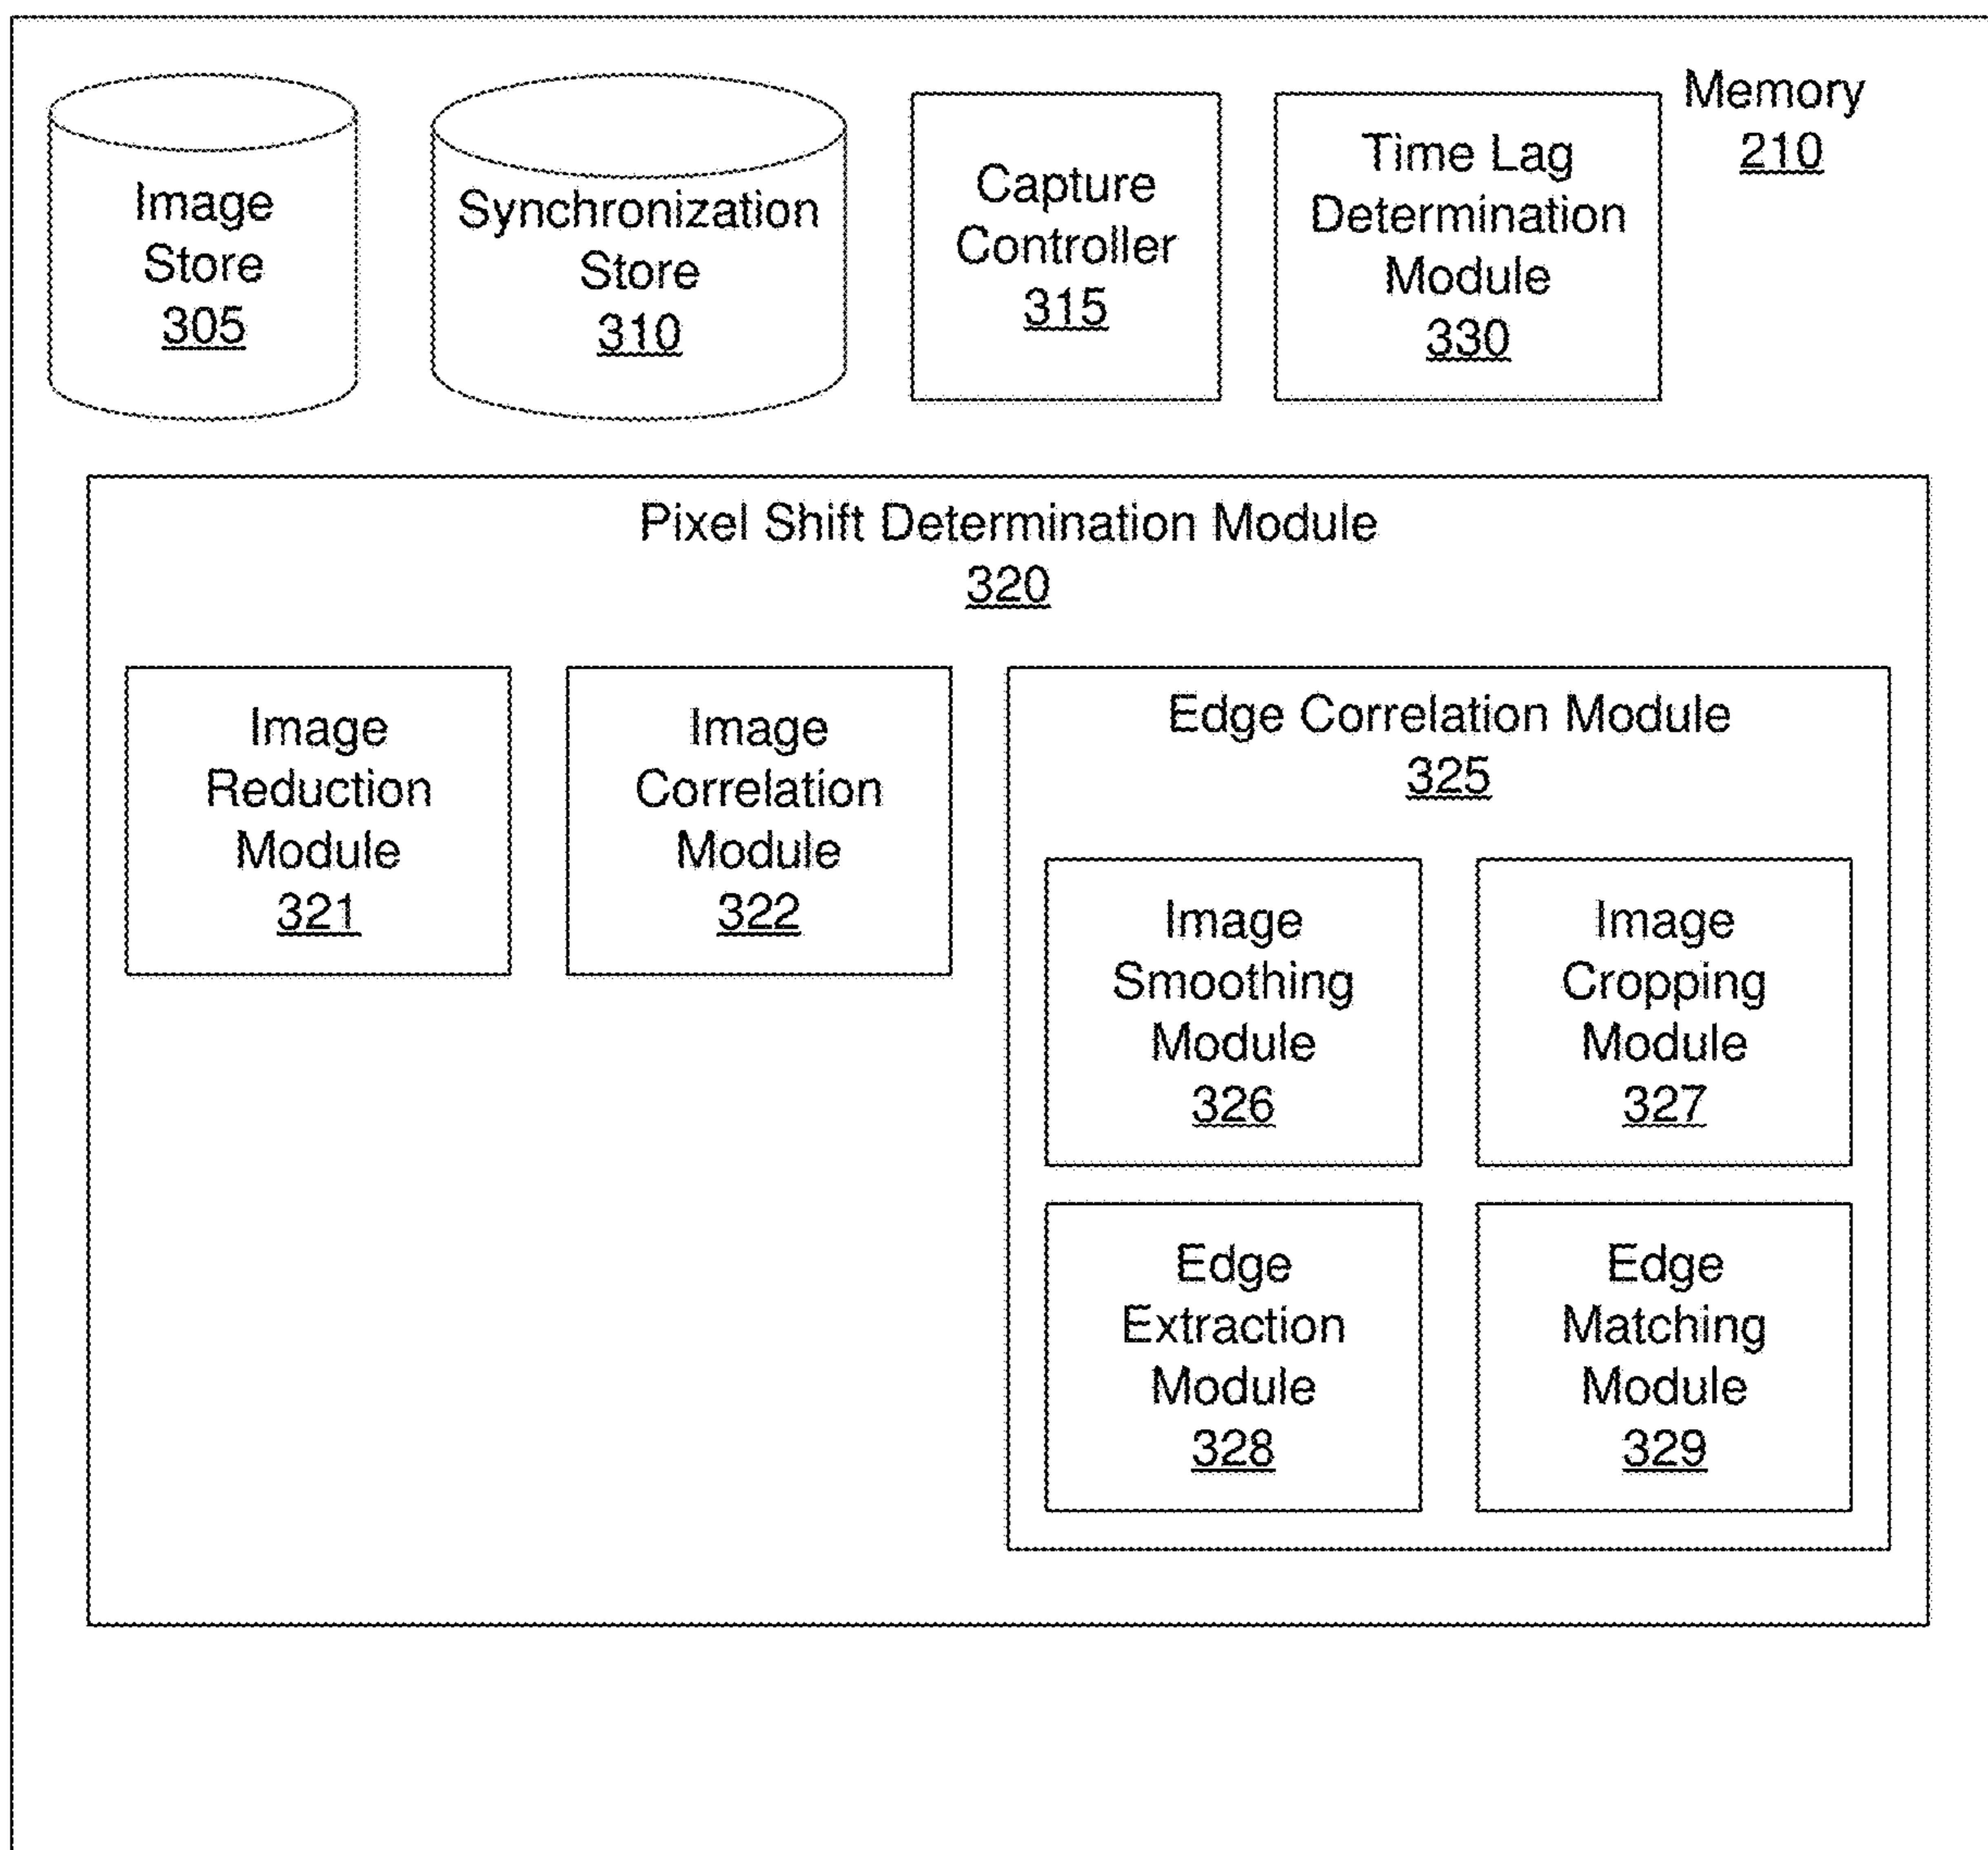 Image
Store
305
Synchronization
Store
310
Capture
Controller
315
Time Lag
Determination
Module
330
Memory
210
Pixel Shift Determination Module
320
Image
Reduction
Module
321
Image
Correlation
Module
322
Edge Correlation Module
325
Image
Smoothing
Module
326
Image
Cropping
Module
327
Edge
Extraction
Module
328
Edge
Matching
Module
329